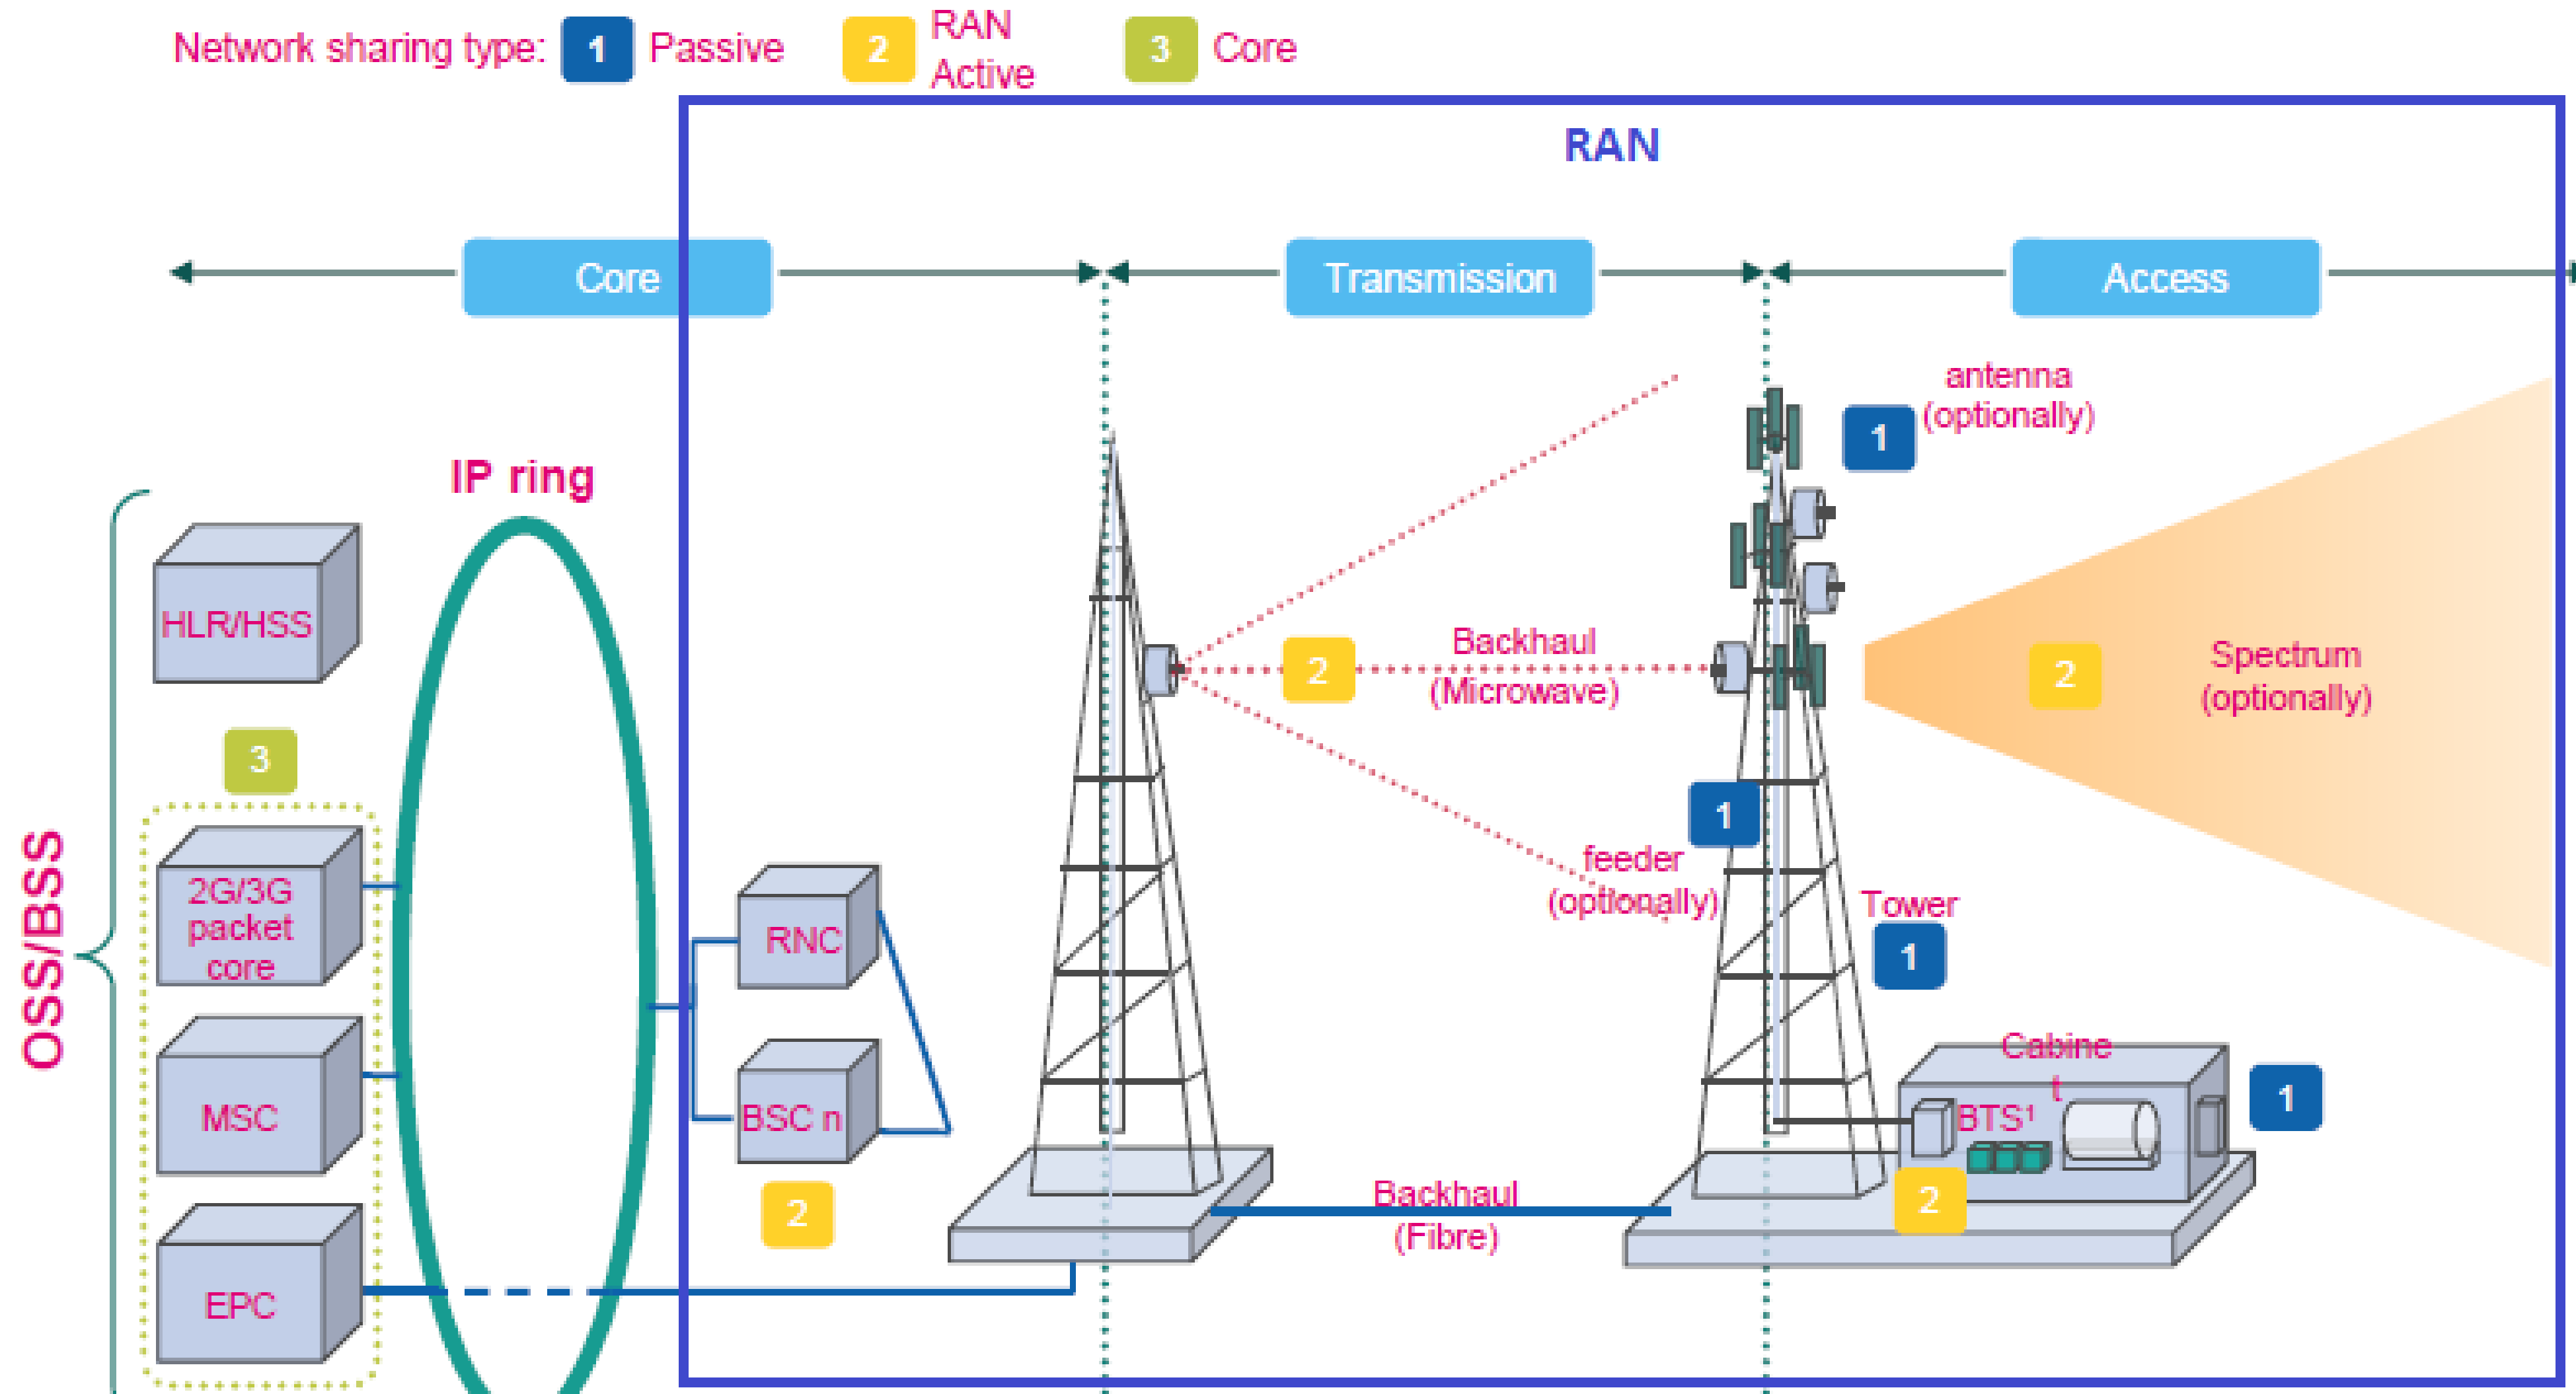 Network sharing type: 1 Passive 2 RAN
Active 3 Core
RAN
Core Transmission Access
antenna
(optionally)
1
IP ring
HLR/HSS
2
Backhaul
(Microwave)
2
Spectrum
(optionally)
3
1
feeder
(optionally)
OSS/BSS
2G/3G
packet
core
RNC
Tower
1
MSC
BSC n
Cabine
t
BTS¹
1
2
2
Backhaul
(Fibre)
EPC